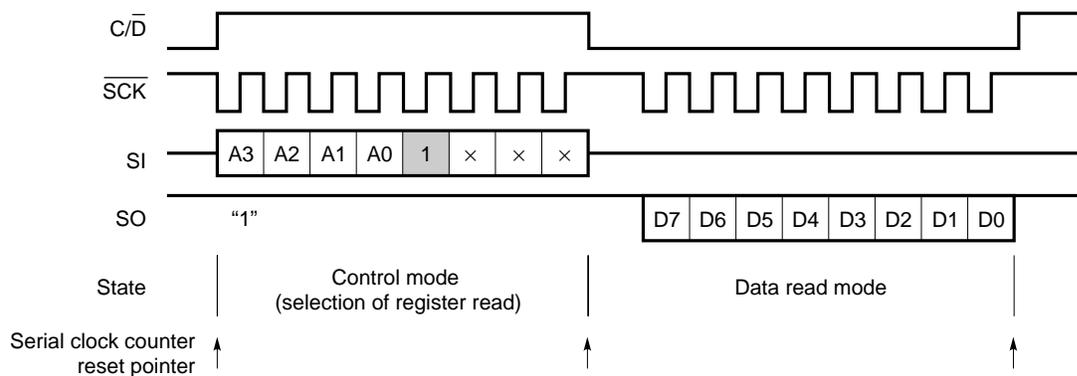 C/D̅
S̅C̅K̅
SI A3 A2 A1 A0 1 × × ×
SO "1" D7 D6 D5 D4 D3 D2 D1 D0
State Control mode (selection of register read) Data read mode
Serial clock counter
reset pointer